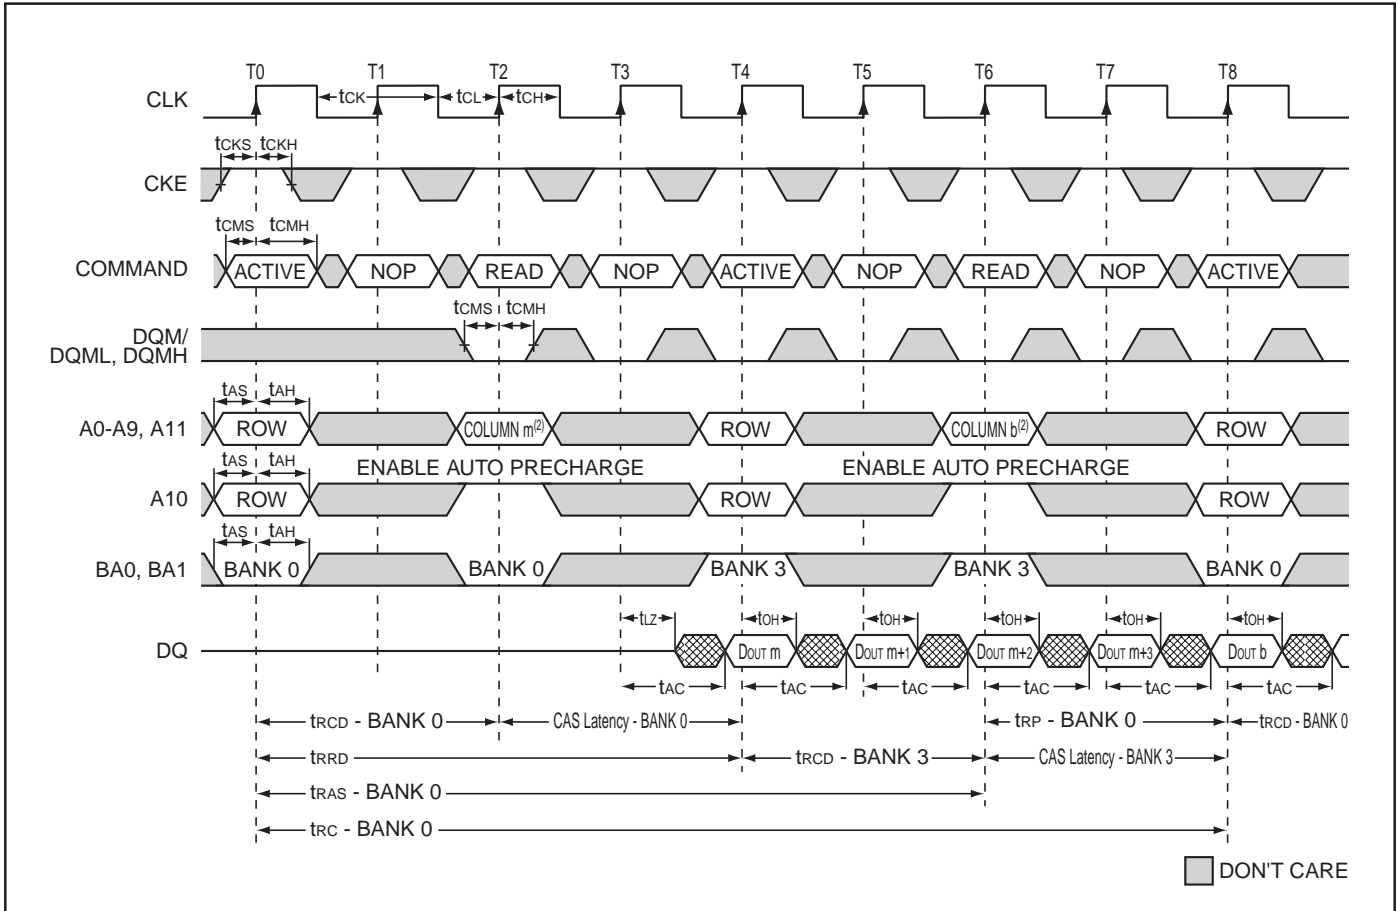 T0 T1 T2 T3 T4 T5 T6 T7 T8
CLK tCK tCL tCH
tCKS tCKH
CKE
tCMS tCMH
COMMAND ACTIVE NOP READ NOP ACTIVE NOP READ NOP ACTIVE
tCMS tCMH
DQM/
DQML, DQMH
tAS tAH
A0-A9, A11 ROW COLUMN m(2) ROW COLUMN b(2) ROW
tAS tAH ENABLE AUTO PRECHARGE ENABLE AUTO PRECHARGE
A10 ROW ROW ROW
tAS tAH
BA0, BA1 BANK 0 BANK 0 BANK 3 BANK 3 BANK 0
tLZ tOH tOH tOH tOH tOH
DQ DOUT m DOUT m+1 DOUT m+2 DOUT m+3 DOUT b
tAC tAC tAC tAC tAC tAC
tRCD - BANK 0 CAS Latency - BANK 0 tRP - BANK 0 tRCD - BANK 0
tRRD tRCD - BANK 3 CAS Latency - BANK 3
tRAS - BANK 0
tRC - BANK 0
DON'T CARE